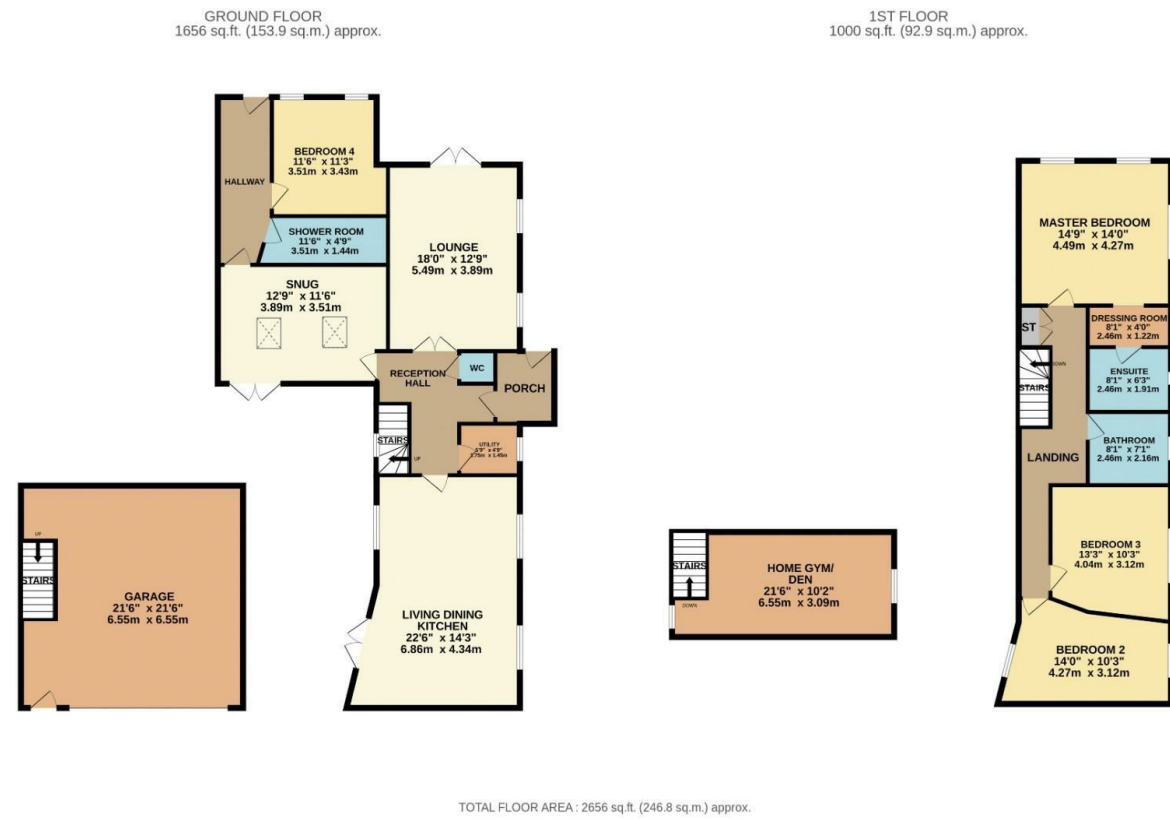 GROUND FLOOR
1656 sq.ft. (153.9 sq.m.) approx.
BEDROOM 4
11'6" x 11'3"
3.51m x 3.43m
HALLWAY
SHOWER ROOM
11'6" x 4'9"
3.51m x 1.44m
LOUNGE
18'0" x 12'9"
5.49m x 3.89m
SNUG
12'9" x 11'6"
3.89m x 3.51m
RECEPTION
HALL
WC
PORCH
STAIRS
UP
UTILITY
LIVING DINING
KITCHEN
22'6" x 14'3"
6.86m x 4.34m
UP
STAIRS
GARAGE
21'6" x 21'6"
6.55m x 6.55m
1ST FLOOR
1000 sq.ft. (92.9 sq.m.) approx.
MASTER BEDROOM
14'9" x 14'0"
4.49m x 4.27m
ST
DRESSING ROOM
8'1" x 4'0"
2.46m x 1.22m
DOWN
STAIRS
ENSUITE
8'1" x 6'3"
2.46m x 1.91m
BATHROOM
8'1" x 7'1"
2.46m x 2.16m
LANDING
BEDROOM 3
13'3" x 10'3"
4.04m x 3.12m
BEDROOM 2
14'0" x 10'3"
4.27m x 3.12m
STAIRS
DOWN
HOME GYM/
DEN
21'6" x 10'2"
6.55m x 3.09m
TOTAL FLOOR AREA : 2656 sq.ft. (246.8 sq.m.) approx.